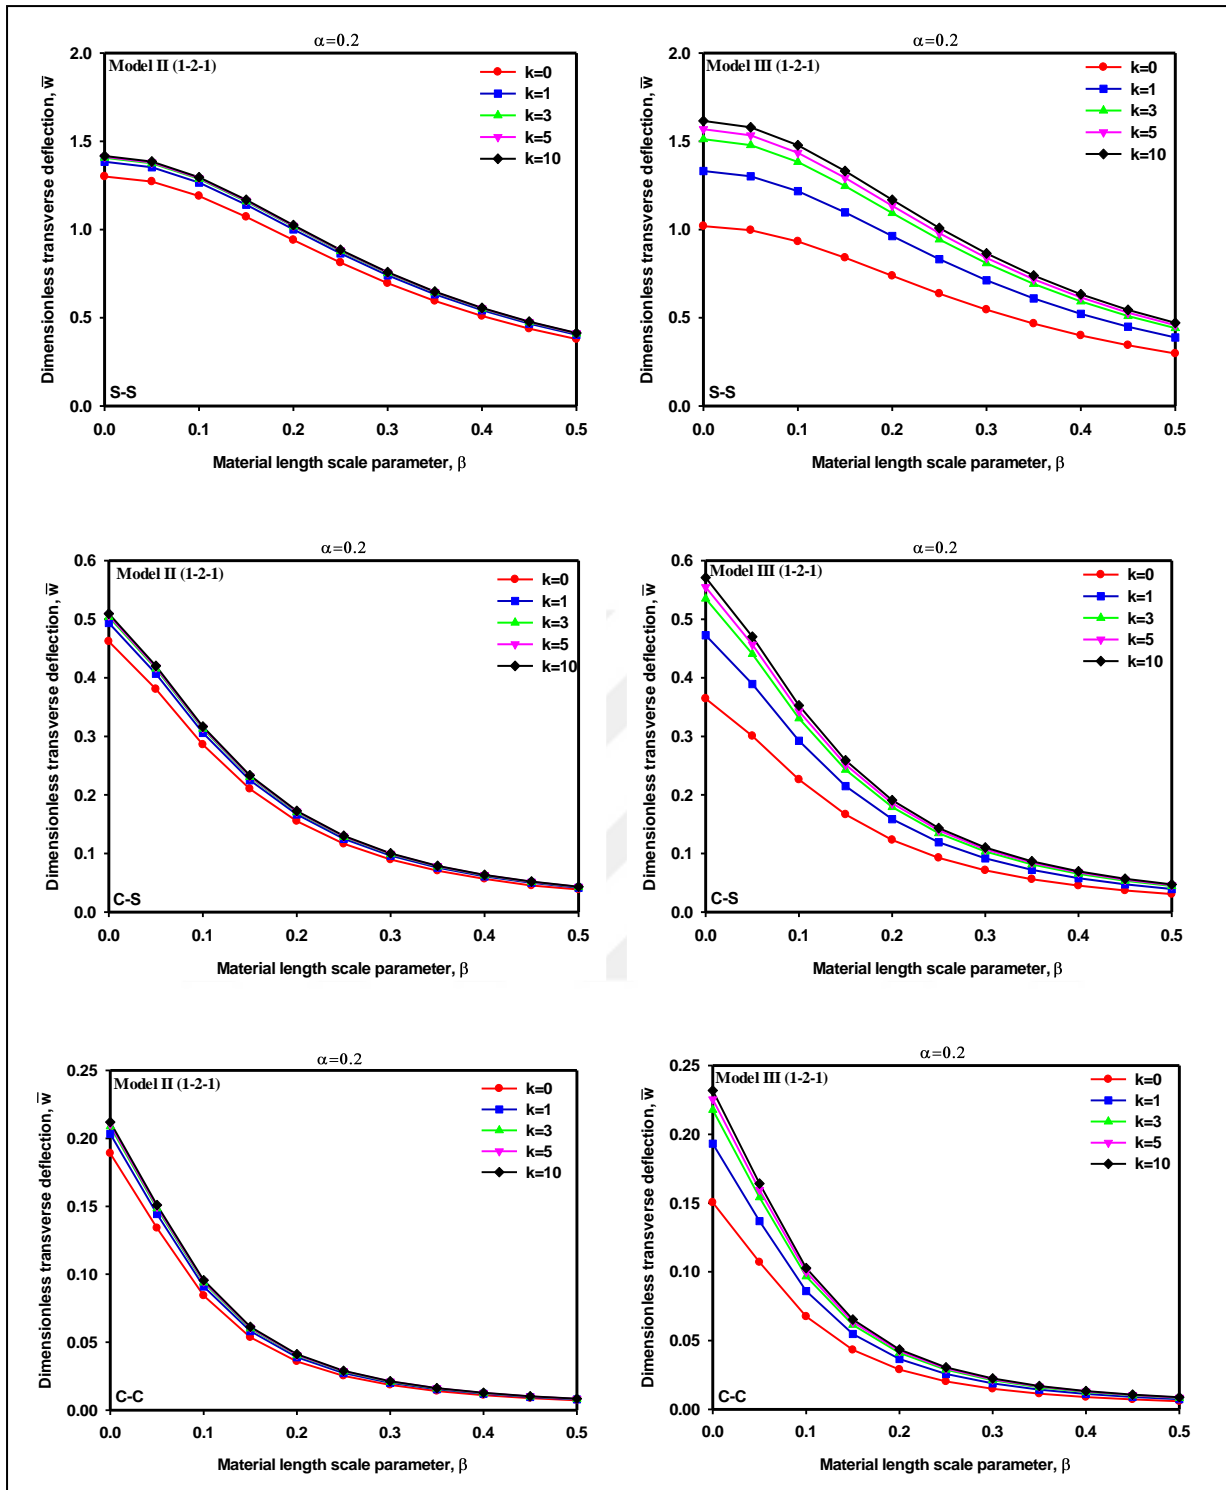 α=0.2
Model II (1-2-1)
k=0
k=1
k=3
k=5
k=10
2.0
1.5
1.0
0.5
0.0
Dimensionless transverse deflection, w̅
S-S
0.0 0.1 0.2 0.3 0.4 0.5
Material length scale parameter, β
α=0.2
Model III (1-2-1)
k=0
k=1
k=3
k=5
k=10
2.0
1.5
1.0
0.5
0.0
Dimensionless transverse deflection, w̅
S-S
0.0 0.1 0.2 0.3 0.4 0.5
Material length scale parameter, β
α=0.2
Model II (1-2-1)
k=0
k=1
k=3
k=5
k=10
0.6
0.5
0.4
0.3
0.2
0.1
0.0
Dimensionless transverse deflection, w̅
C-S
0.0 0.1 0.2 0.3 0.4 0.5
Material length scale parameter, β
α=0.2
Model III (1-2-1)
k=0
k=1
k=3
k=5
k=10
0.6
0.5
0.4
0.3
0.2
0.1
0.0
Dimensionless transverse deflection, w̅
C-S
0.0 0.1 0.2 0.3 0.4 0.5
Material length scale parameter, β
α=0.2
Model II (1-2-1)
k=0
k=1
k=3
k=5
k=10
0.25
0.20
0.15
0.10
0.05
0.00
Dimensionless transverse deflection, w̅
C-C
0.0 0.1 0.2 0.3 0.4 0.5
Material length scale parameter, β
α=0.2
Model III (1-2-1)
k=0
k=1
k=3
k=5
k=10
0.25
0.20
0.15
0.10
0.05
0.00
Dimensionless transverse deflection, w̅
C-C
0.0 0.1 0.2 0.3 0.4 0.5
Material length scale parameter, β